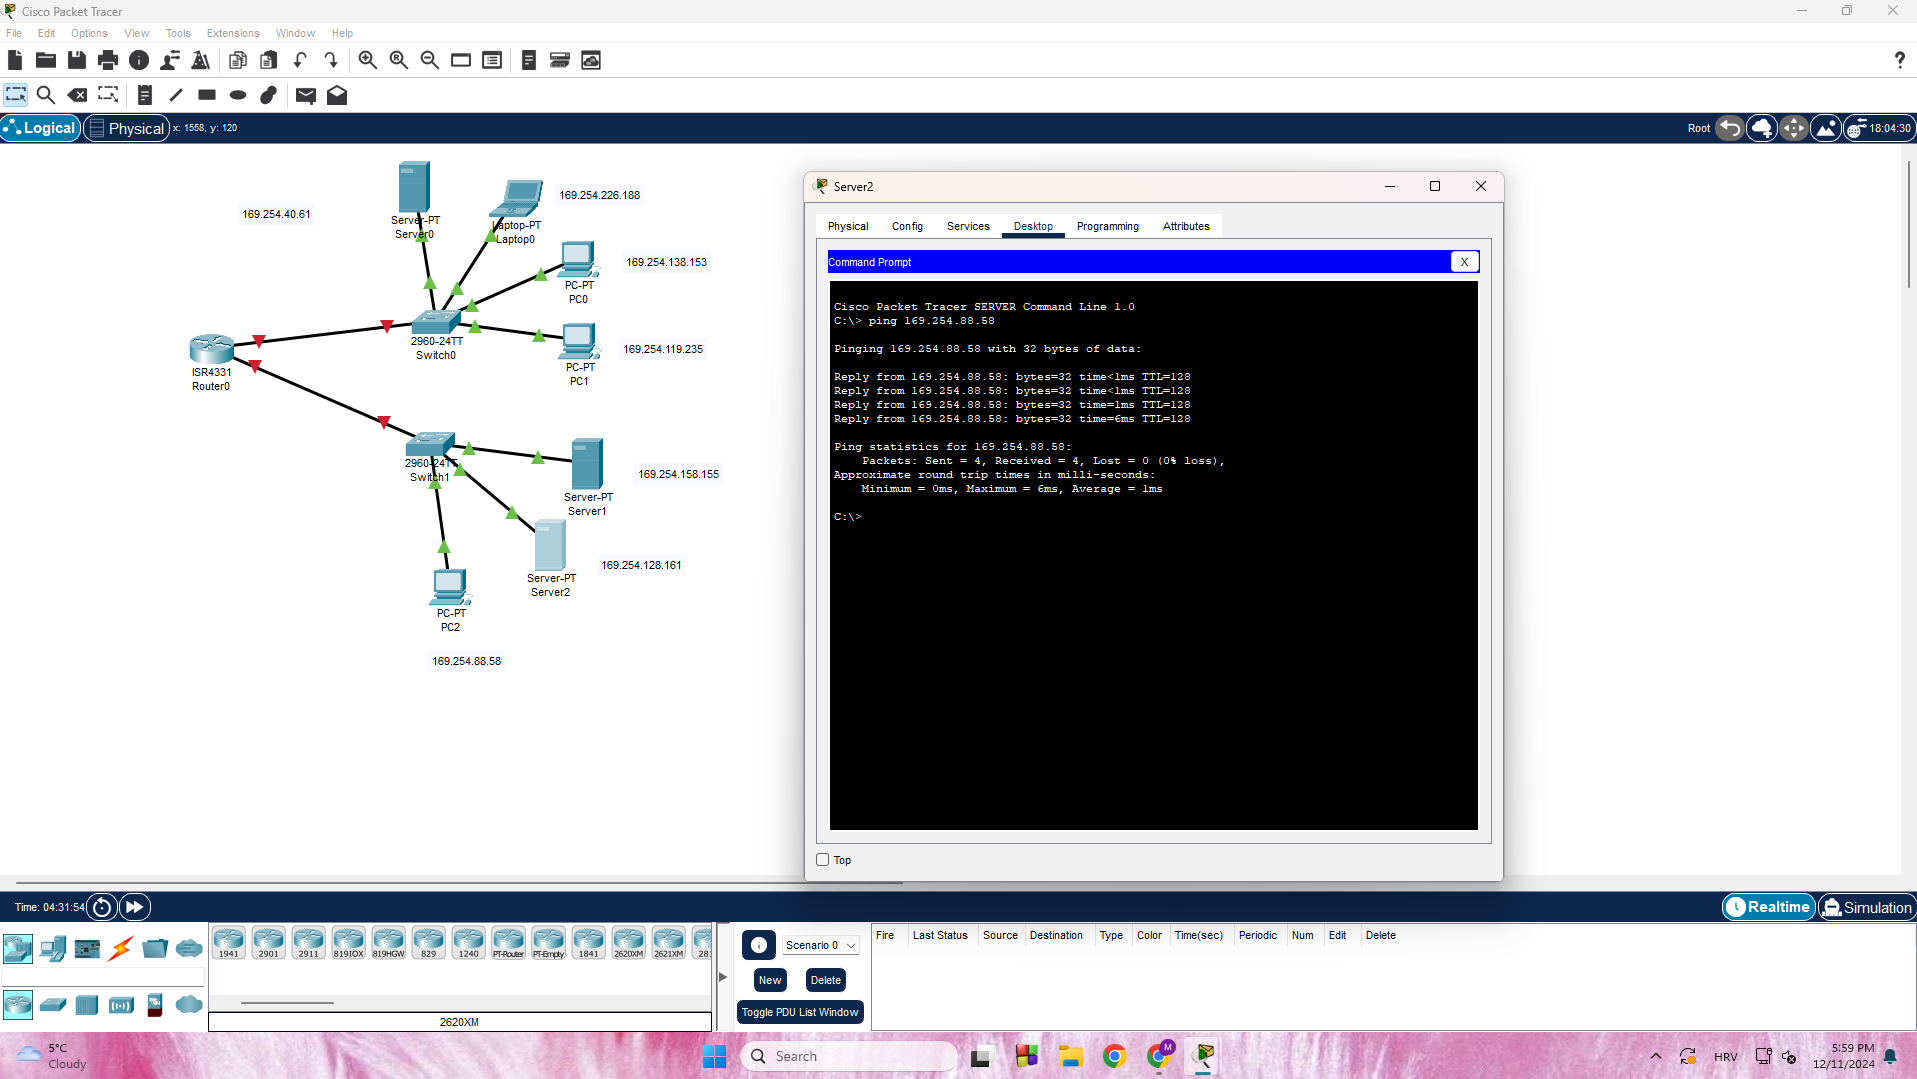 Cisco Packet Tracer
File Edit Options View Tools Extensions Window Help
Logical Physical x: 1558, y: 120 Root 18:04:30
169.254.40.61
Server-PT
Server0
169.254.226.188
Laptop-PT
Laptop0
169.254.138.153
PC-PT
PC0
2960-24TT
Switch0
169.254.119.235
PC-PT
PC1
ISR4331
Router0
2960-24TT
Switch1
169.254.158.155
Server-PT
Server1
169.254.128.161
Server-PT
Server2
PC-PT
PC2
169.254.88.58
Server2
Physical Config Services Desktop Programming Attributes
Command Prompt X
Cisco Packet Tracer SERVER Command Line 1.0
C:\> ping 169.254.88.58
Pinging 169.254.88.58 with 32 bytes of data:
Reply from 169.254.88.58: bytes=32 time<1ms TTL=128
Reply from 169.254.88.58: bytes=32 time<1ms TTL=128
Reply from 169.254.88.58: bytes=32 time=1ms TTL=128
Reply from 169.254.88.58: bytes=32 time=6ms TTL=128
Ping statistics for 169.254.88.58:
Packets: Sent = 4, Received = 4, Lost = 0 (0% loss),
Approximate round trip times in milli-seconds:
Minimum = 0ms, Maximum = 6ms, Average = 1ms
C:\>
Top
Time: 04:31:54 Realtime Simulation
1941 2901 2911 819IOX 819HGW 829 1240 PT-Router PT-Empty 1841 2620XM 2621XM 281
2620XM
Scenario 0
New Delete
Toggle PDU List Window
Fire Last Status Source Destination Type Color Time(sec) Periodic Num Edit Delete
5°C
Cloudy
Search
M
HRV
5:59 PM
12/11/2024